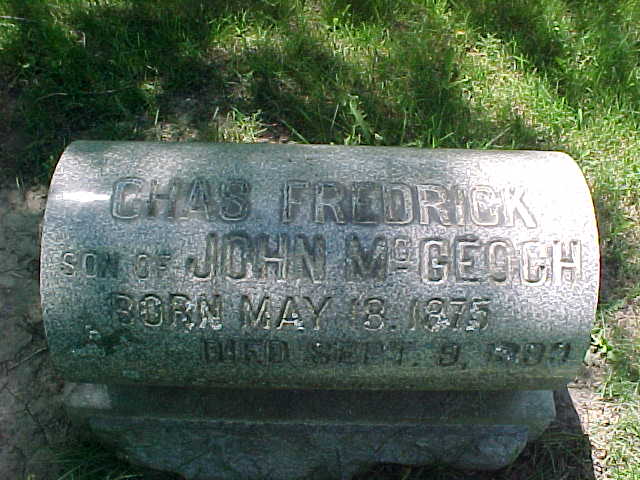 CHAS FREDRICK
SON OF JOHN McGEOCH
BORN MAY 18, 1875
DIED SEPT. 9,